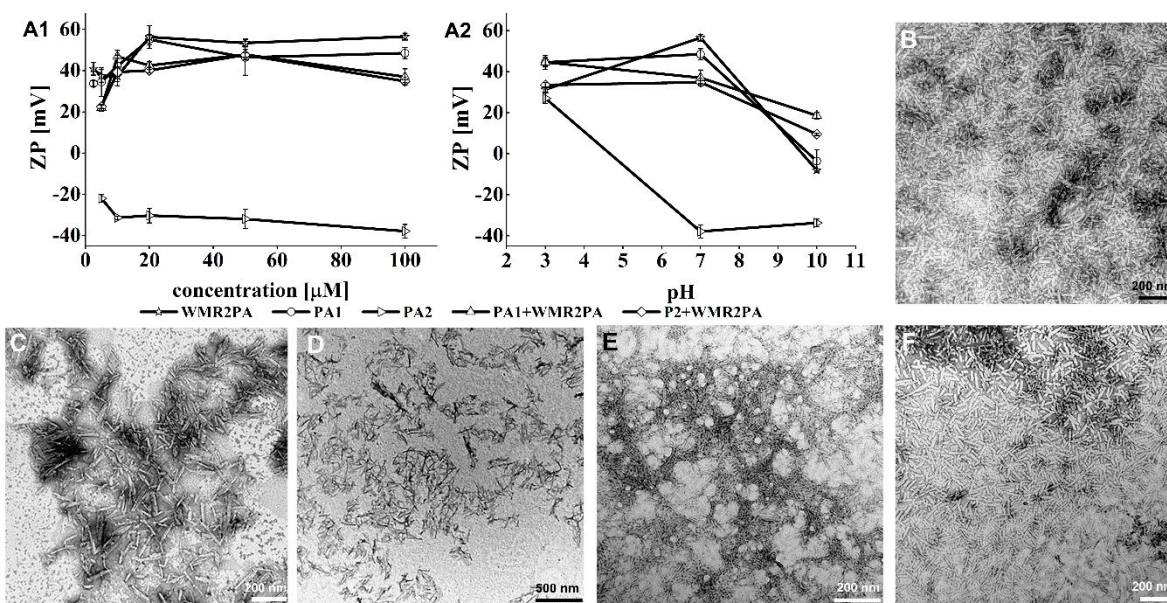 A1
ZP [mV]
60
40
20
0
-20
-40
0
20
40
60
80
100
concentration [µM]
A2
ZP [mV]
60
40
20
0
-20
-40
2
3
4
5
6
7
8
9
10
11
pH
WMR2PA PA1 PA2 PA1+WMR2PA P2+WMR2PA
B
200 nm
C
200 nm
D
500 nm
E
200 nm
F
200 nm